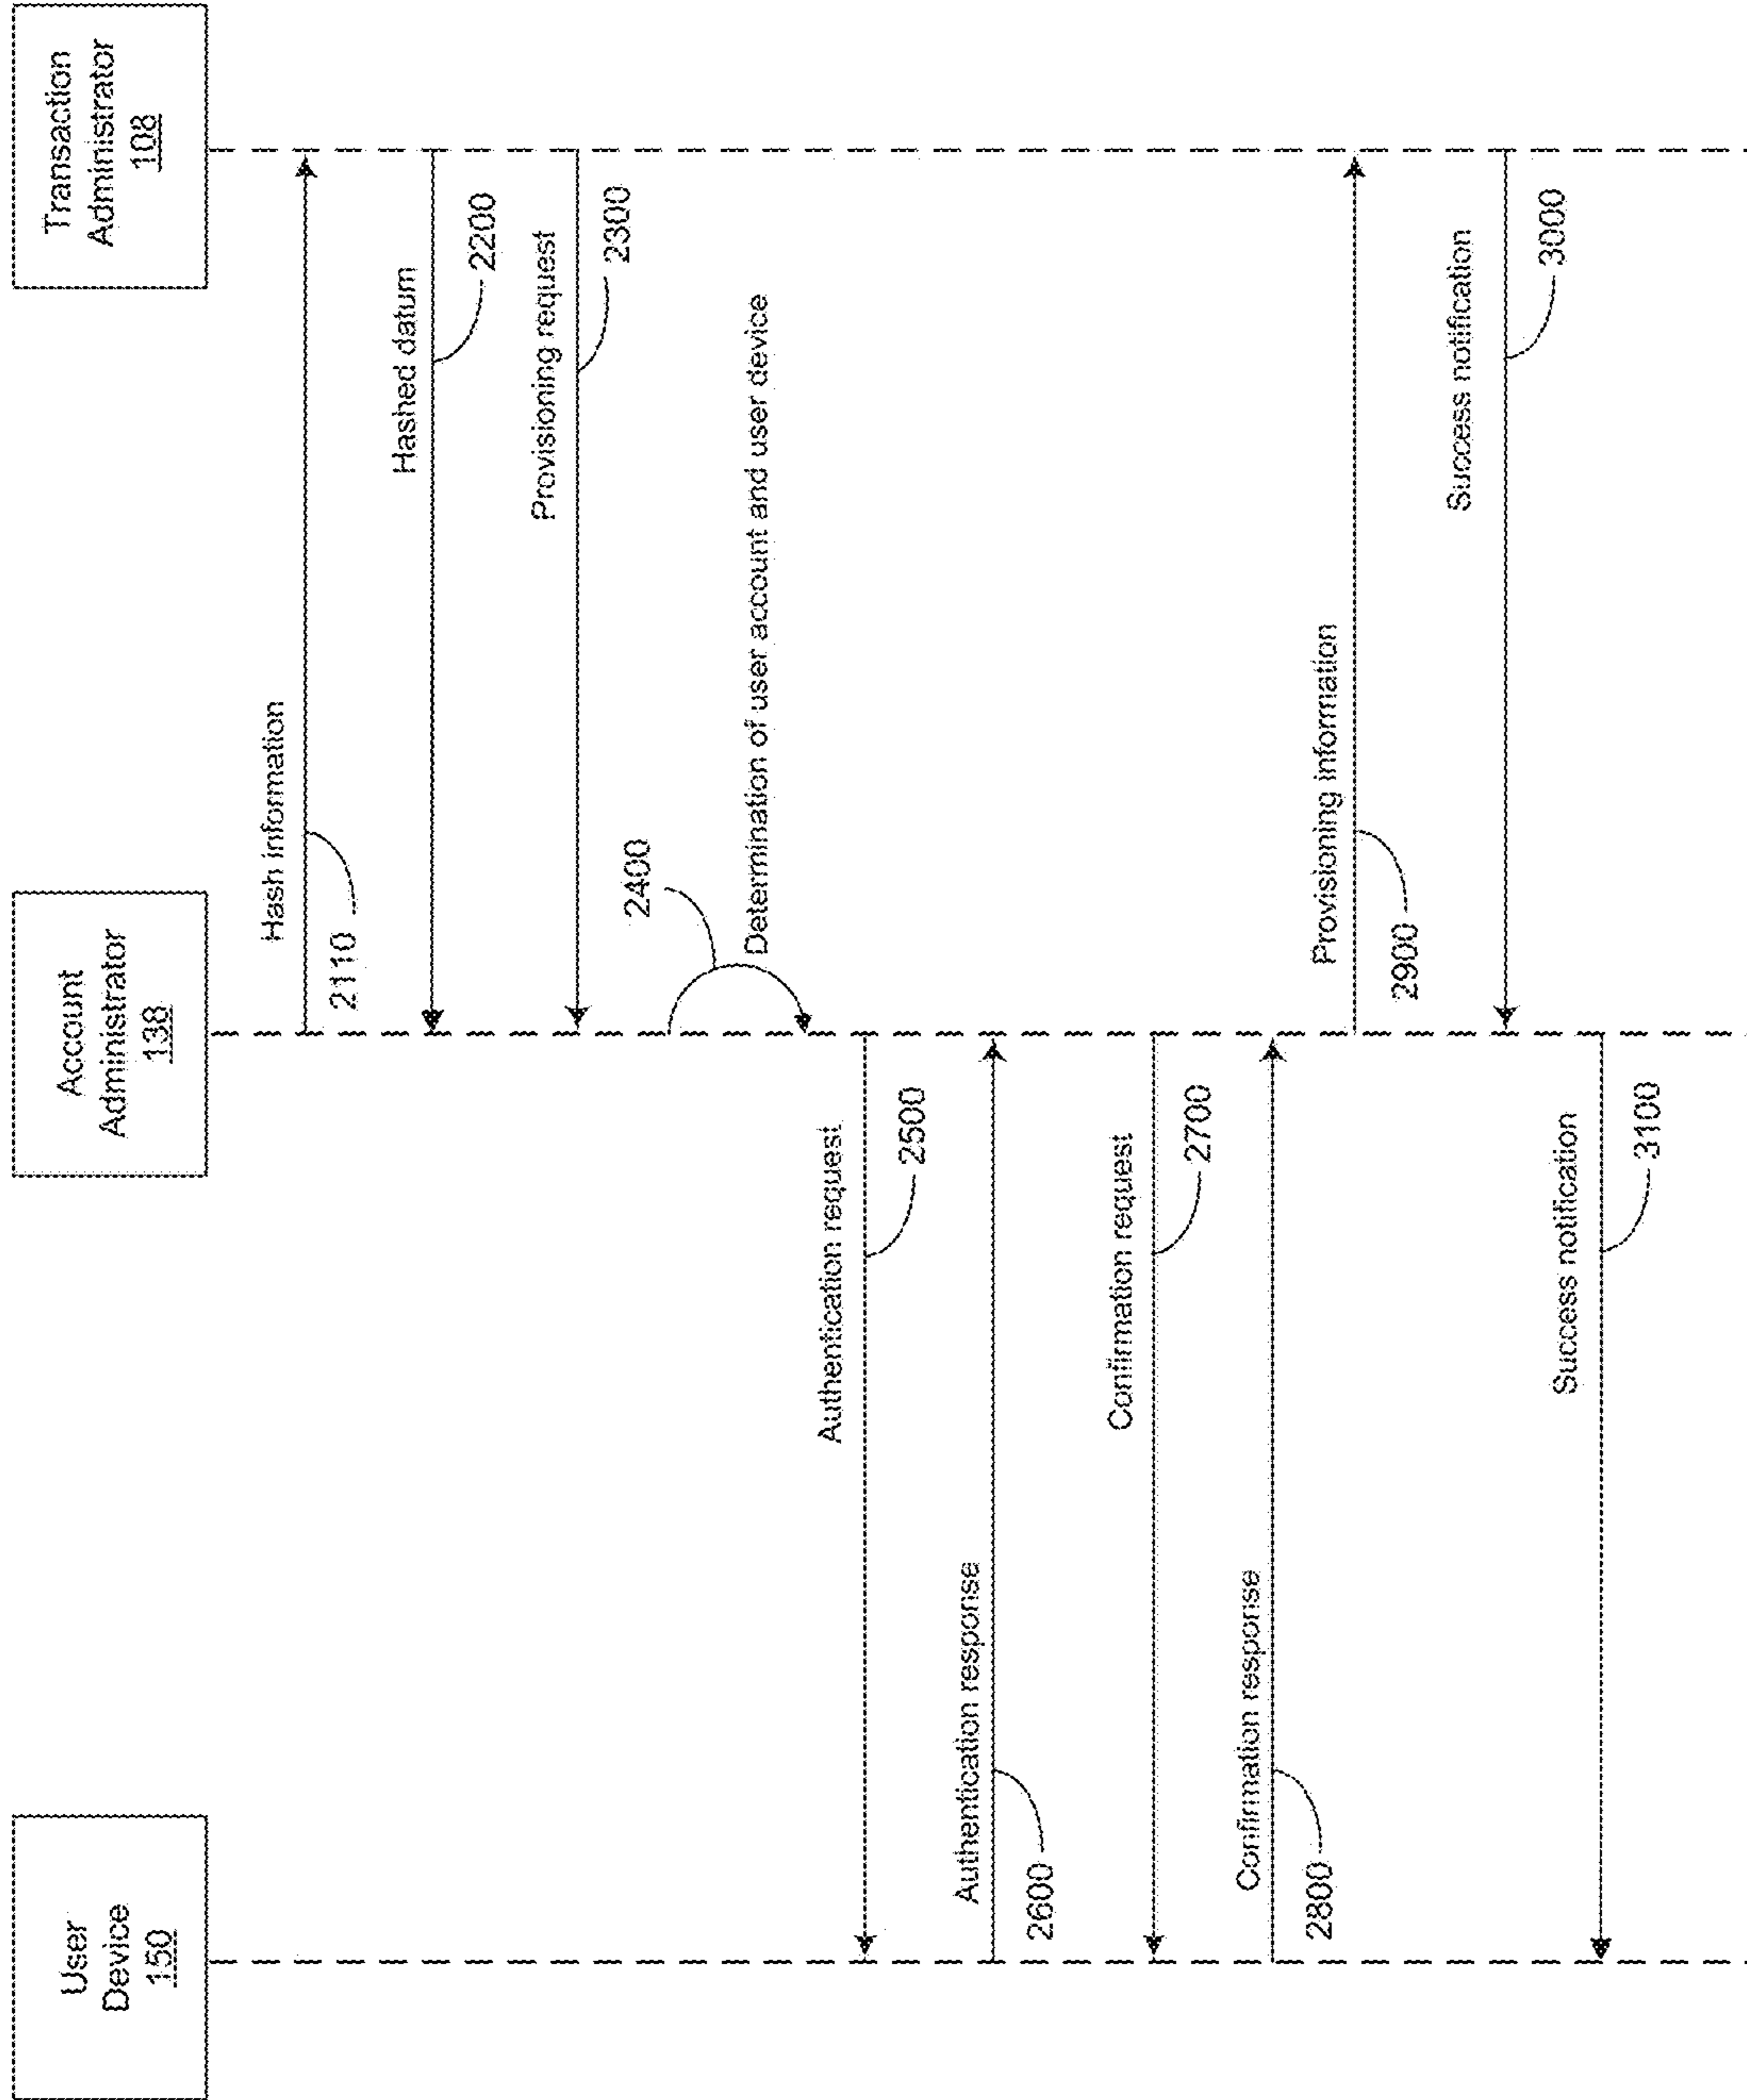 User
Device
150
Account
Administrator
138
Transaction
Administrator
108
Hash information
2110
Hashed datum
2200
Provisioning request
2300
2400
Determination of user account and user device
Authentication request
2500
Authentication response
2600
Confirmation request
2700
Confirmation response
2800
Provisioning information
2900
Success notification
3000
Success notification
3100